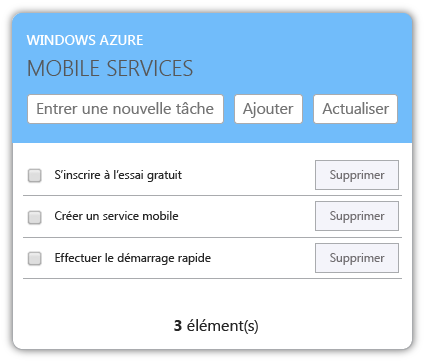 WINDOWS AZURE
MOBILE SERVICES
Entrer une nouvelle tâche Ajouter Actualiser
S'inscrire à l'essai gratuit Supprimer
Créer un service mobile Supprimer
Effectuer le démarrage rapide Supprimer
3 élément(s)